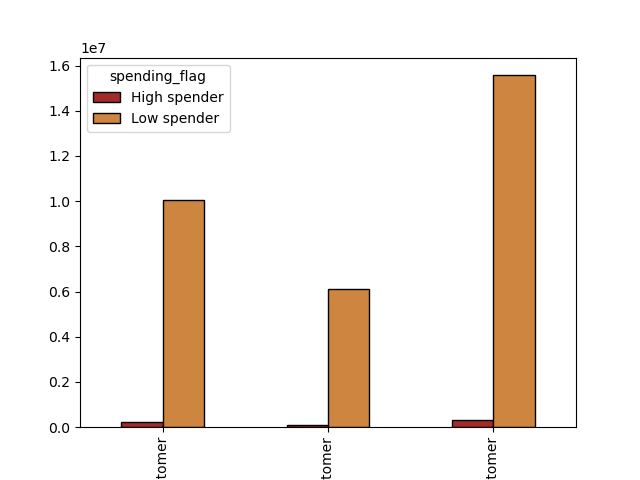 1e7
1.6
1.4
1.2
1.0
0.8
0.6
0.4
0.2
0.0
spending_flag
High spender
Low spender
tomer
tomer
tomer